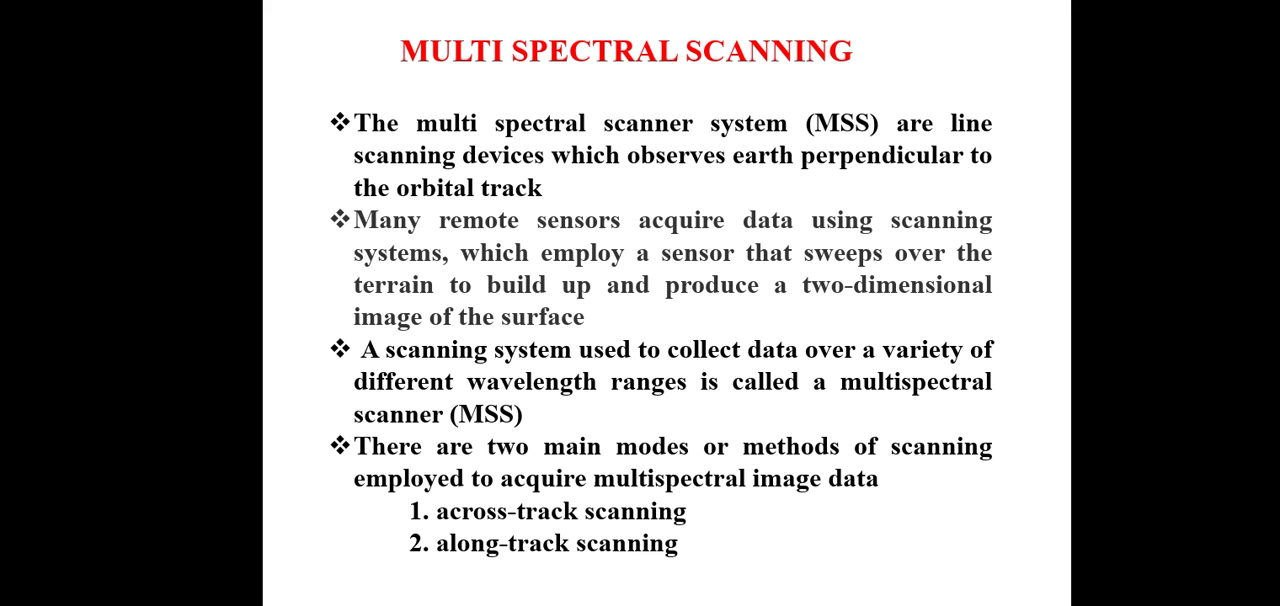 MULTI SPECTRAL SCANNING
❖The multi spectral scanner system (MSS) are line
scanning devices which observes earth perpendicular to
the orbital track
❖Many remote sensors acquire data using scanning
systems, which employ a sensor that sweeps over the
terrain to build up and produce a two-dimensional
image of the surface
❖ A scanning system used to collect data over a variety of
different wavelength ranges is called a multispectral
scanner (MSS)
❖There are two main modes or methods of scanning
employed to acquire multispectral image data
1. across-track scanning
2. along-track scanning